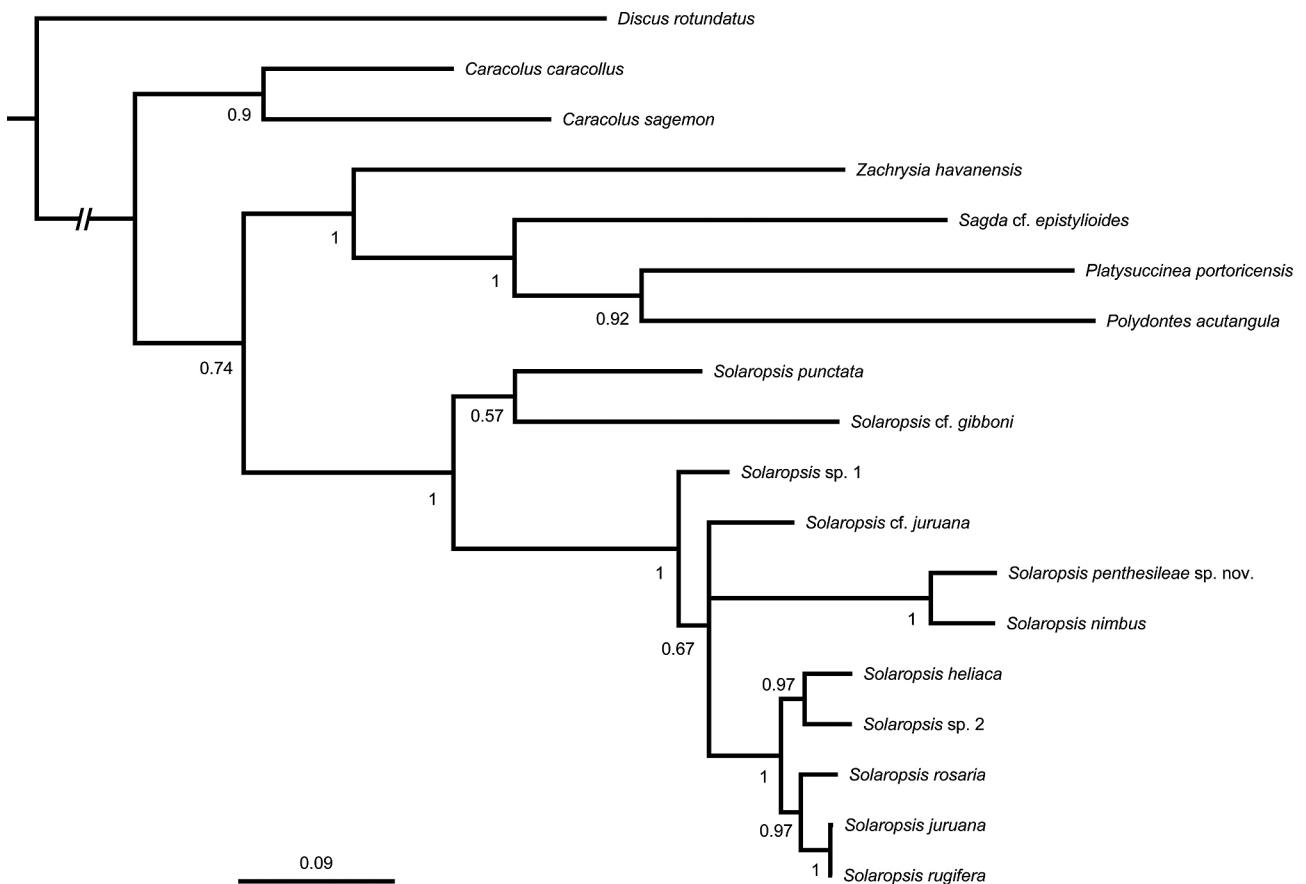 Discus rotundatus
Caracolus caracollus
0.9
Caracolus sagemon
Zachrysia havanensis
Sagda cf. epistylioides
1
Platysuccinea portoricensis
1
0.92
Polydontes acutangula
0.74
Solaropsis punctata
0.57
Solaropsis cf. gibboni
Solaropsis sp. 1
1
Solaropsis cf. juruana
1
Solaropsis penthesileae sp. nov.
1
Solaropsis nimbus
0.67
Solaropsis heliaca
0.97
Solaropsis sp. 2
1
Solaropsis rosaria
0.97
Solaropsis juruana
0.09
1
Solaropsis rugifera